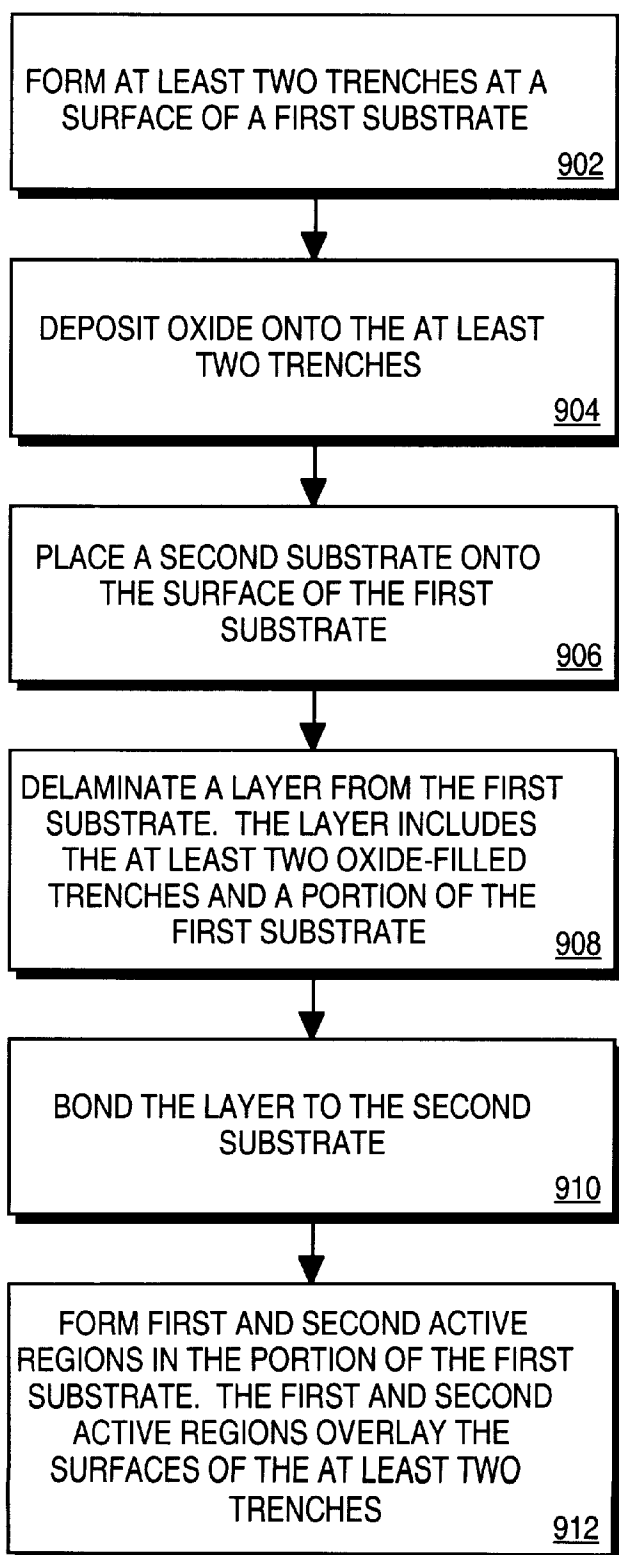 FORM AT LEAST TWO TRENCHES AT A
SURFACE OF A FIRST SUBSTRATE
902
DEPOSIT OXIDE ONTO THE AT LEAST
TWO TRENCHES
904
PLACE A SECOND SUBSTRATE ONTO
THE SURFACE OF THE FIRST
SUBSTRATE
906
DELAMINATE A LAYER FROM THE FIRST
SUBSTRATE. THE LAYER INCLUDES
THE AT LEAST TWO OXIDE-FILLED
TRENCHES AND A PORTION OF THE
FIRST SUBSTRATE
908
BOND THE LAYER TO THE SECOND
SUBSTRATE
910
FORM FIRST AND SECOND ACTIVE
REGIONS IN THE PORTION OF THE FIRST
SUBSTRATE. THE FIRST AND SECOND
ACTIVE REGIONS OVERLAY THE
SURFACES OF THE AT LEAST TWO
TRENCHES
912